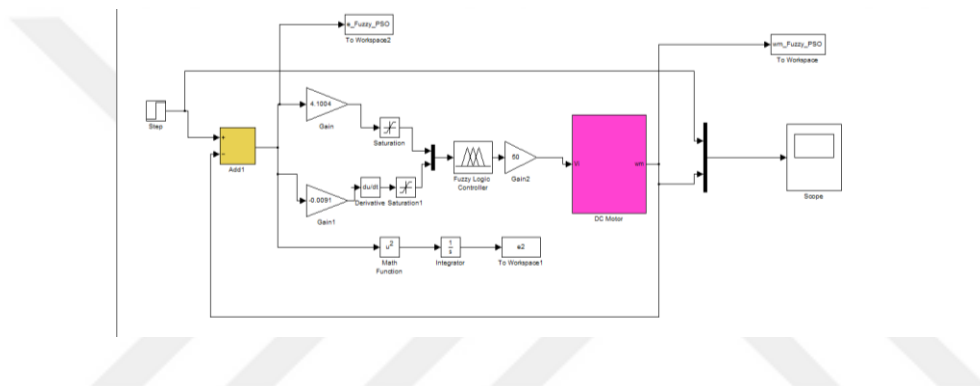 e_Fuzzy_PSO
To Workspace2
wm_Fuzzy_PSO
To Workspace
Step
+
-
Add1
4.1004
Gain
Saturation
-0.0091
Gain1
du/dt
Derivative
Saturation1
Fuzzy Logic
Controller
50
Gain2
wm
DC Motor
Scope
u²
Math
Function
1
s
Integrator
e2
To Workspace1